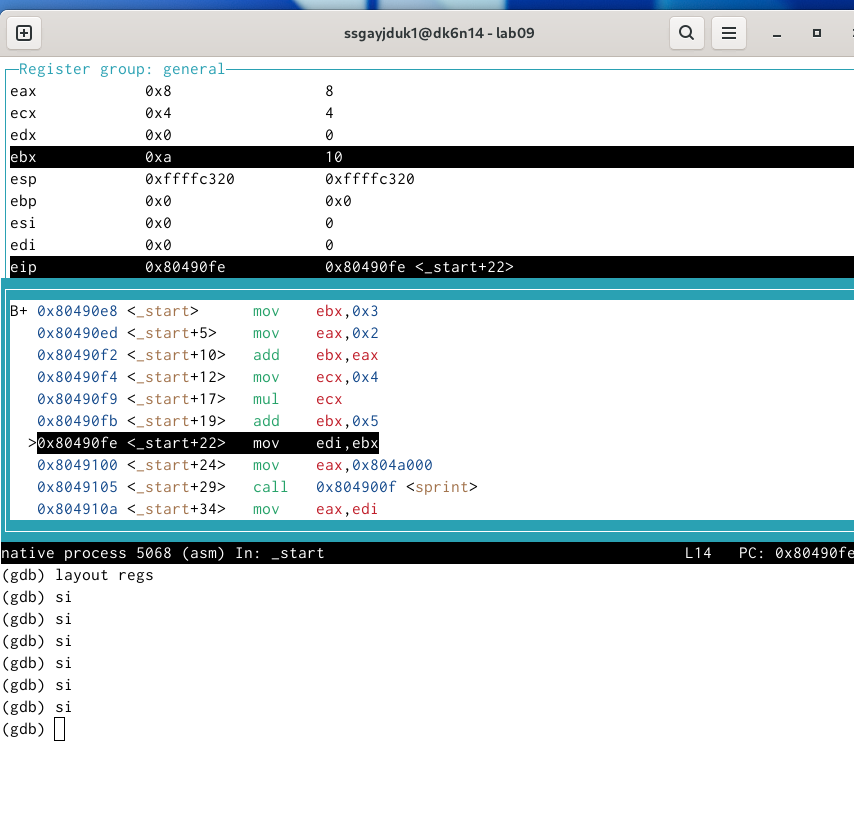 ssgayjduk1@dk6n14 - lab09
Register group: general
eax 0x8 8
ecx 0x4 4
edx 0x0 0
ebx 0xa 10
esp 0xffffc320 0xffffc320
ebp 0x0 0x0
esi 0x0 0
edi 0x0 0
eip 0x80490fe 0x80490fe <_start+22>
B+ 0x80490e8 <_start> mov ebx,0x3
0x80490ed <_start+5> mov eax,0x2
0x80490f2 <_start+10> add ebx,eax
0x80490f4 <_start+12> mov ecx,0x4
0x80490f9 <_start+17> mul ecx
0x80490fb <_start+19> add ebx,0x5
>0x80490fe <_start+22> mov edi,ebx
0x8049100 <_start+24> mov eax,0x804a000
0x8049105 <_start+29> call 0x804900f <sprint>
0x804910a <_start+34> mov eax,edi
native process 5068 (asm) In: _start L14 PC: 0x80490fe
(gdb) layout regs
(gdb) si
(gdb) si
(gdb) si
(gdb) si
(gdb) si
(gdb) si
(gdb)